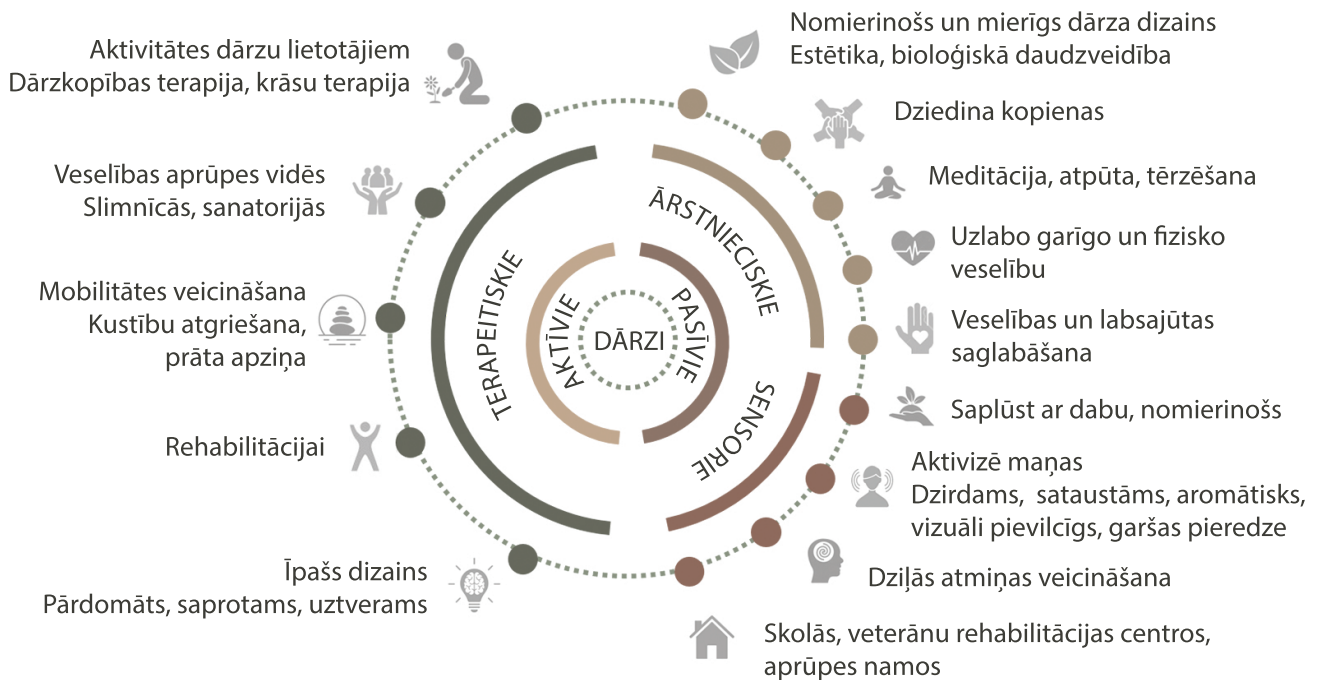 Aktivitātes dārzu lietotājiem
Dārzkopības terapija, krāsu terapija
Veselības aprūpes vidēs
Slimnīcās, sanatorijās
Mobilitātes veicināšana
Kustību atgriešana,
prāta apziņa
Rehabilitācijai
Īpašs dizains
Pārdomāts, saprotams, uztverams
TERAPEITISKIE
AKTĪVIE
DĀRZI
PASĪVIE
ĀRSTNIECISKIE
SENSORIE
Nomierinošs un mierīgs dārza dizains
Estētika, bioloģiskā daudzveidība
Dziedina kopienas
Meditācija, atpūta, tērzēšana
Uzlabo garīgo un fizisko
veselību
Veselības un labsajūtas
saglabāšana
Saplūst ar dabu, nomierinošs
Aktivizē maņas
Dzirdams, sataustāms, aromātisks,
vizuāli pievilcīgs, garšas pieredze
Dziļās atmiņas veicināšana
Skolās, veterānu rehabilitācijas centros,
aprūpes namos